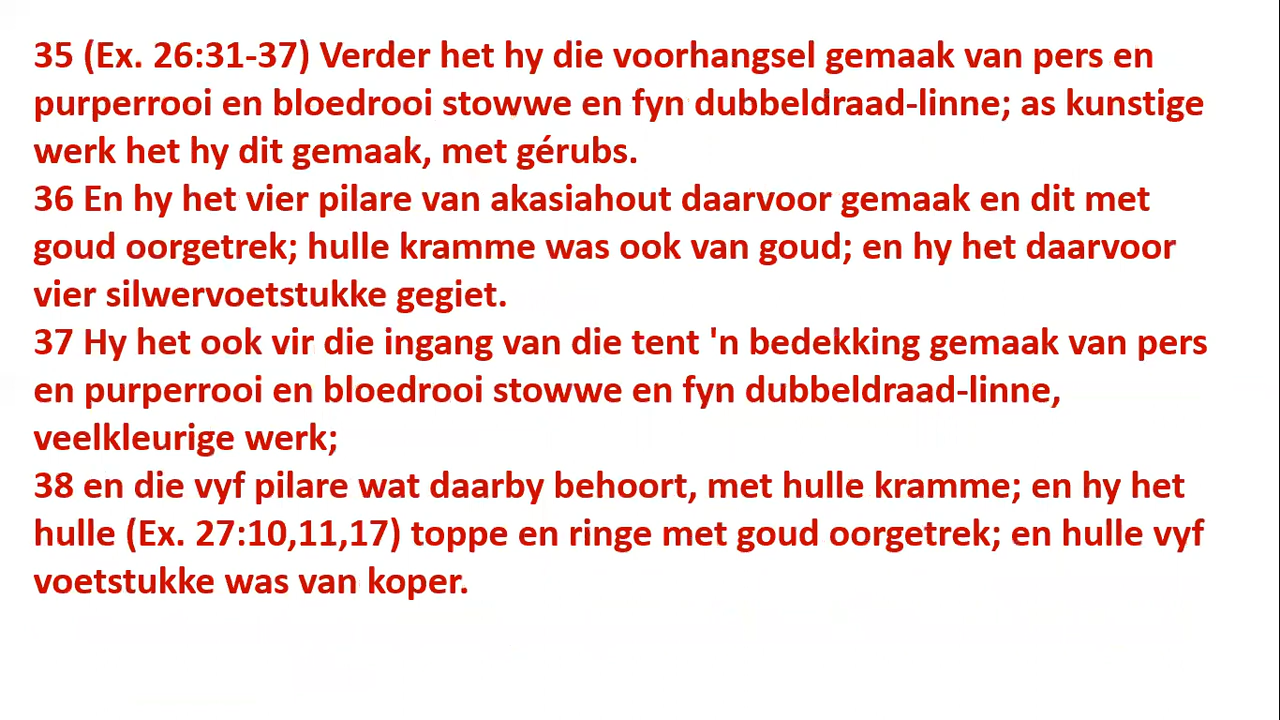 35 (Ex. 26:31-37) Verder het hy die voorhangsel gemaak van pers en
purperrooi en bloedrooi stowwe en fyn dubbeldraad-linne; as kunstige
werk het hy dit gemaak, met gérubs.
36 En hy het vier pilare van akasiahout daarvoor gemaak en dit met
goud oorgetrek; hulle kramme was ook van goud; en hy het daarvoor
vier silwervoetstukke gegiet.
37 Hy het ook vir die ingang van die tent 'n bedekking gemaak van pers
en purperrooi en bloedrooi stowwe en fyn dubbeldraad-linne,
veelkleurige werk;
38 en die vyf pilare wat daarby behoort, met hulle kramme; en hy het
hulle (Ex. 27:10,11,17) toppe en ringe met goud oorgetrek; en hulle vyf
voetstukke was van koper.